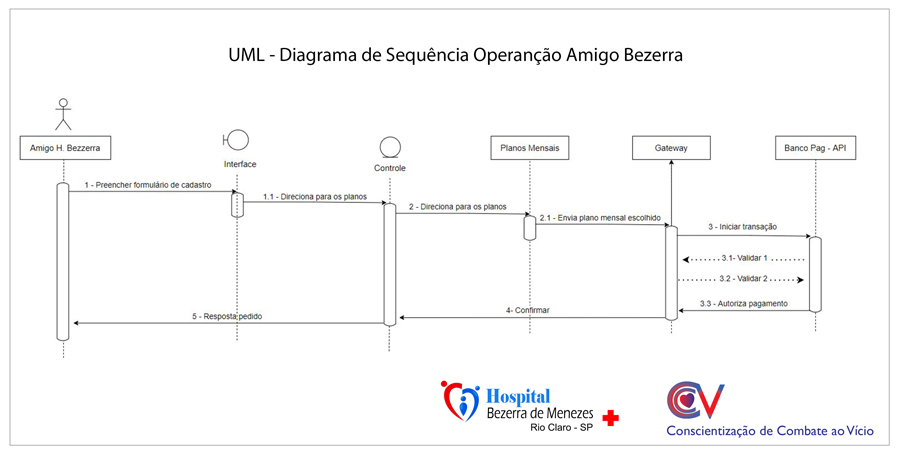 UML - Diagrama de Sequência Operanção Amigo Bezerra
Amigo H. Bezzerra
Interface
Controle
Planos Mensais
Gateway
Banco Pag - API
1 - Preencher formulário de cadastro
1.1 - Direciona para os planos
2 - Direciona para os planos
2.1 - Envia plano mensal escolhido
3 - Iniciar transação
3.1- Validar 1
3.2 - Validar 2
3.3 - Autoriza pagamento
4- Confirmar
5 - Resposta pedido
Hospital
Bezerra de Menezes
Rio Claro - SP
CCV
Conscientização de Combate ao Vício